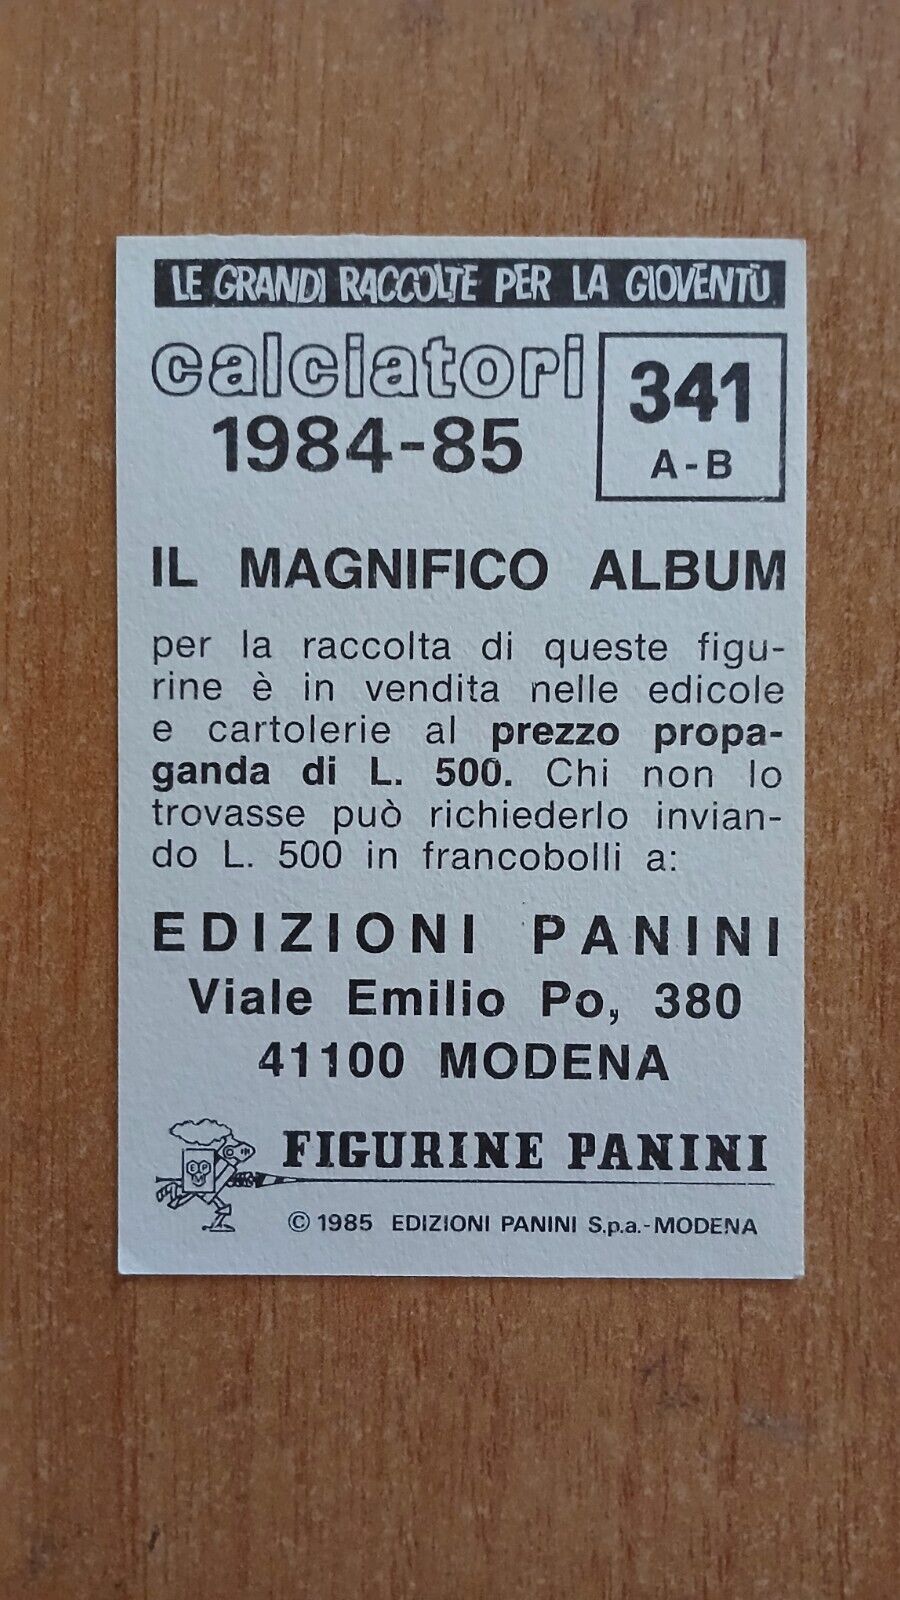 LE GRANDI RACCOLTE PER LA GIOVENTÙ
calciatori
1984-85
341
A-B
IL MAGNIFICO ALBUM
per la raccolta di queste figu-
rine è in vendita nelle edicole
e cartolerie al prezzo propa-
ganda di L. 500. Chi non lo
trovasse può richiederlo invian-
do L. 500 in francobolli a:
EDIZIONI PANINI
Viale Emilio Po, 380
41100 MODENA
EP
FIGURINE PANINI
© 1985 EDIZIONI PANINI S.p.a.-MODENA